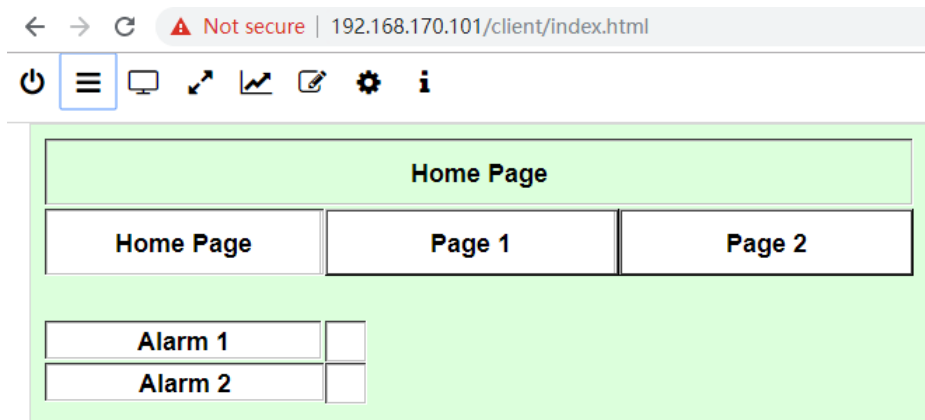 Not secure | 192.168.170.101/client/index.html
Home Page
Home Page Page 1 Page 2
Alarm 1
Alarm 2